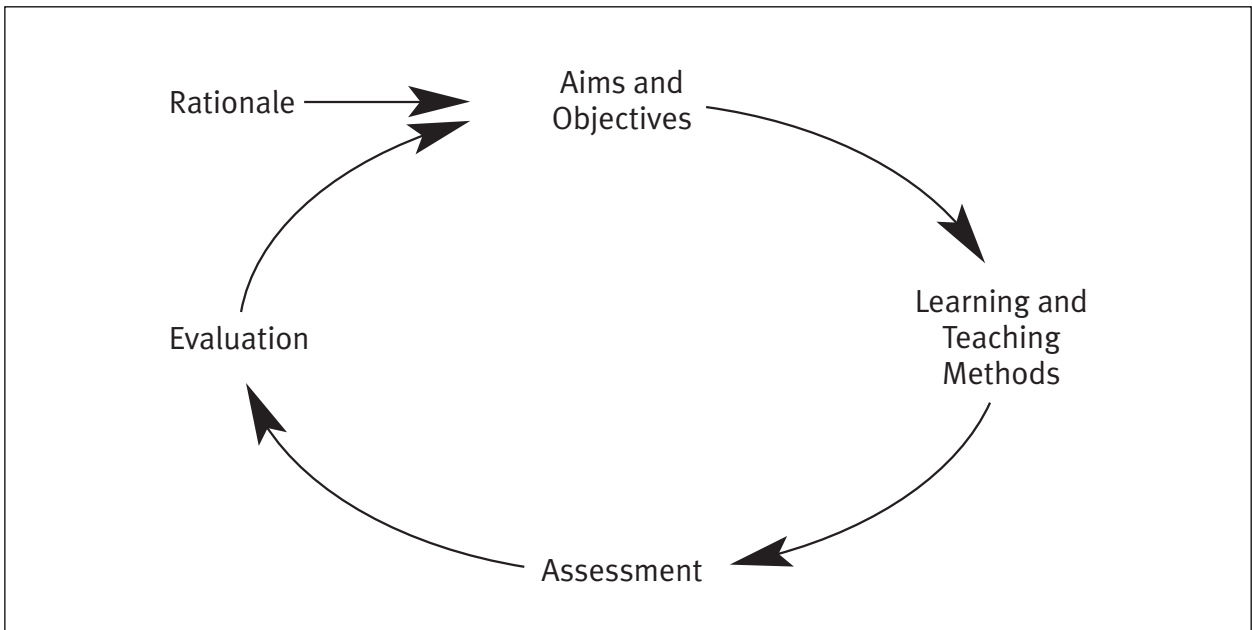 Rationale
Aims and
Objectives
Learning and
Teaching
Methods
Assessment
Evaluation